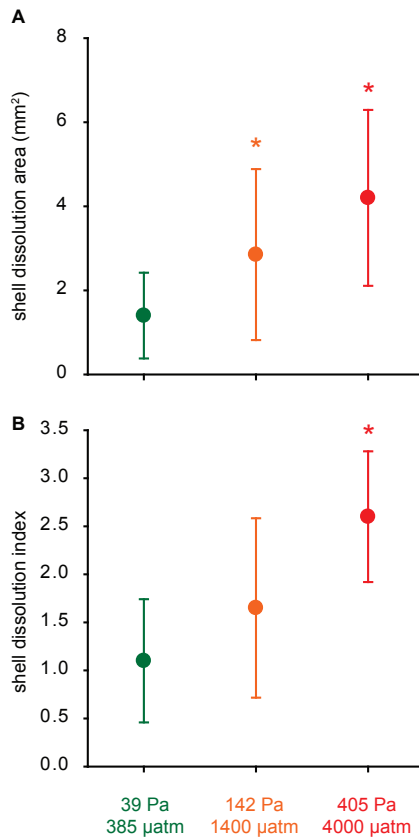 A
shell dissolution area (mm²)
8
6
4
2
0
*
*
B
shell dissolution index
3.5
3.0
2.5
2.0
1.5
1.0
0.5
0.0
*
39 Pa 142 Pa 405 Pa
385 µatm 1400 µatm 4000 µatm